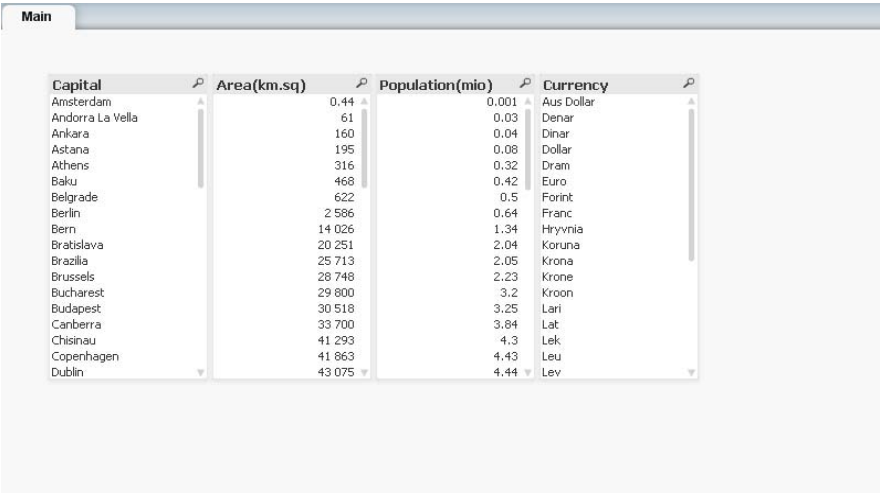 Main
Capital Area(km.sq) Population(mio) Currency
Amsterdam 0.44 0.001 Aus Dollar
Andorra La Vella 61 0.03 Denar
Ankara 160 0.04 Dinar
Astana 195 0.08 Dollar
Athens 316 0.32 Dram
Baku 468 0.42 Euro
Belgrade 622 0.5 Forint
Berlin 2 586 0.64 Franc
Bern 14 026 1.34 Hryvnia
Bratislava 20 251 2.04 Koruna
Brazilia 25 713 2.05 Krona
Brussels 28 748 2.23 Krone
Bucharest 29 800 3.2 Kroon
Budapest 30 518 3.25 Lari
Canberra 33 700 3.84 Lat
Chisinau 41 293 4.3 Lek
Copenhagen 41 863 4.43 Leu
Dublin 43 075 4.44 Lev